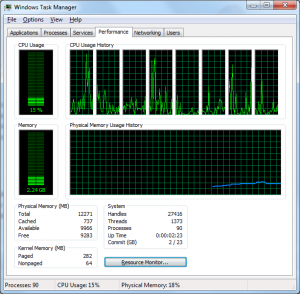 Windows Task Manager
File Options View Help
Applications Processes Services Performance Networking Users
CPU Usage CPU Usage History
15 %
Memory Physical Memory Usage History
2.24 GB
Physical Memory (MB)
Total 12271
Cached 737
Available 9966
Free 9283
System
Handles 27416
Threads 1373
Processes 90
Up Time 0:00:02:23
Commit (GB) 2 / 23
Kernel Memory (MB)
Paged 282
Nonpaged 64
Resource Monitor...
Processes: 90 CPU Usage: 15% Physical Memory: 18%